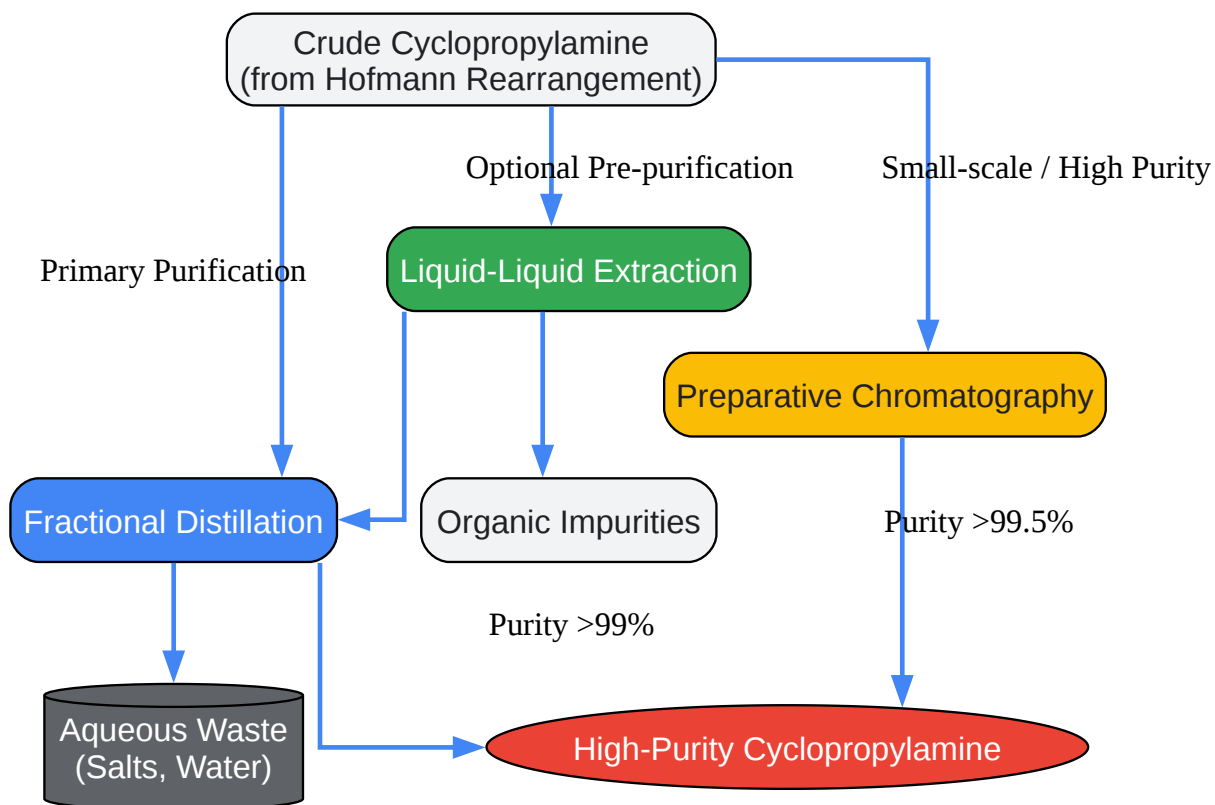 Crude Cyclopropylamine
(from Hofmann Rearrangement)
Optional Pre-purification
Small-scale / High Purity
Primary Purification
Liquid-Liquid Extraction
Preparative Chromatography
Fractional Distillation
Organic Impurities
Purity >99.5%
Purity >99%
Aqueous Waste
(Salts, Water)
High-Purity Cyclopropylamine